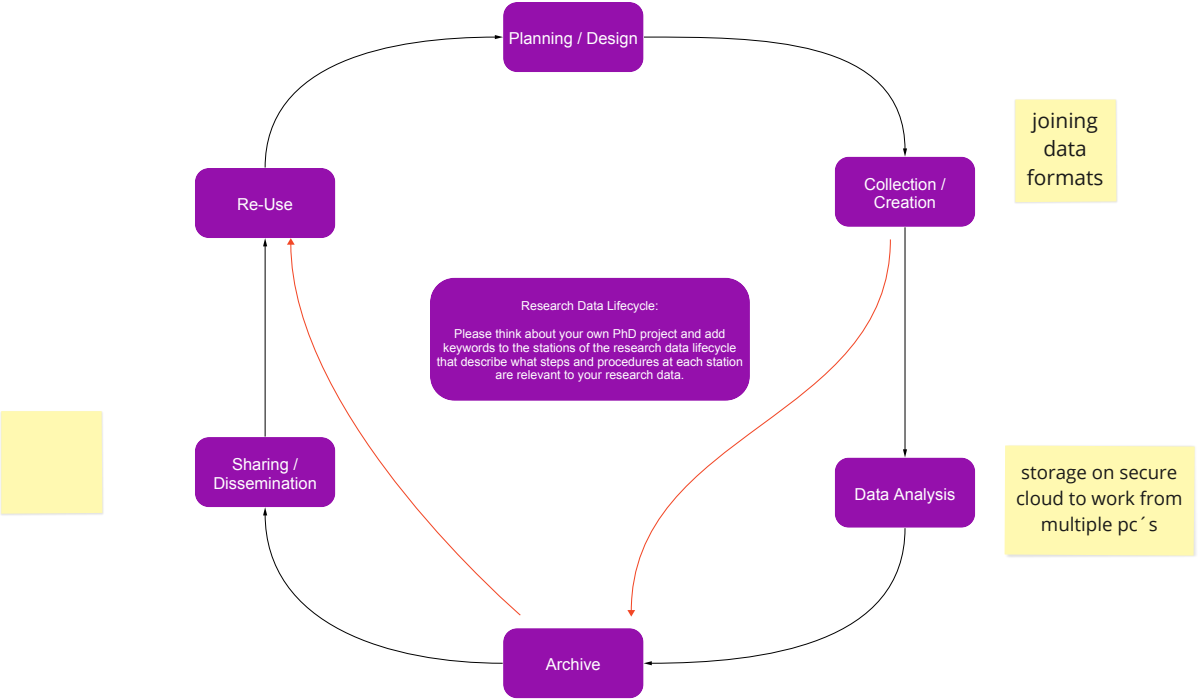 Planning / Design
joining
data
formats
Collection /
Creation
Re-Use
Research Data Lifecycle:
Please think about your own PhD project and add
keywords to the stations of the research data lifecycle
that describe what steps and procedures at each station
are relevant to your research data.
Sharing /
Dissemination
Data Analysis
storage on secure
cloud to work from
multiple pc´s
Archive